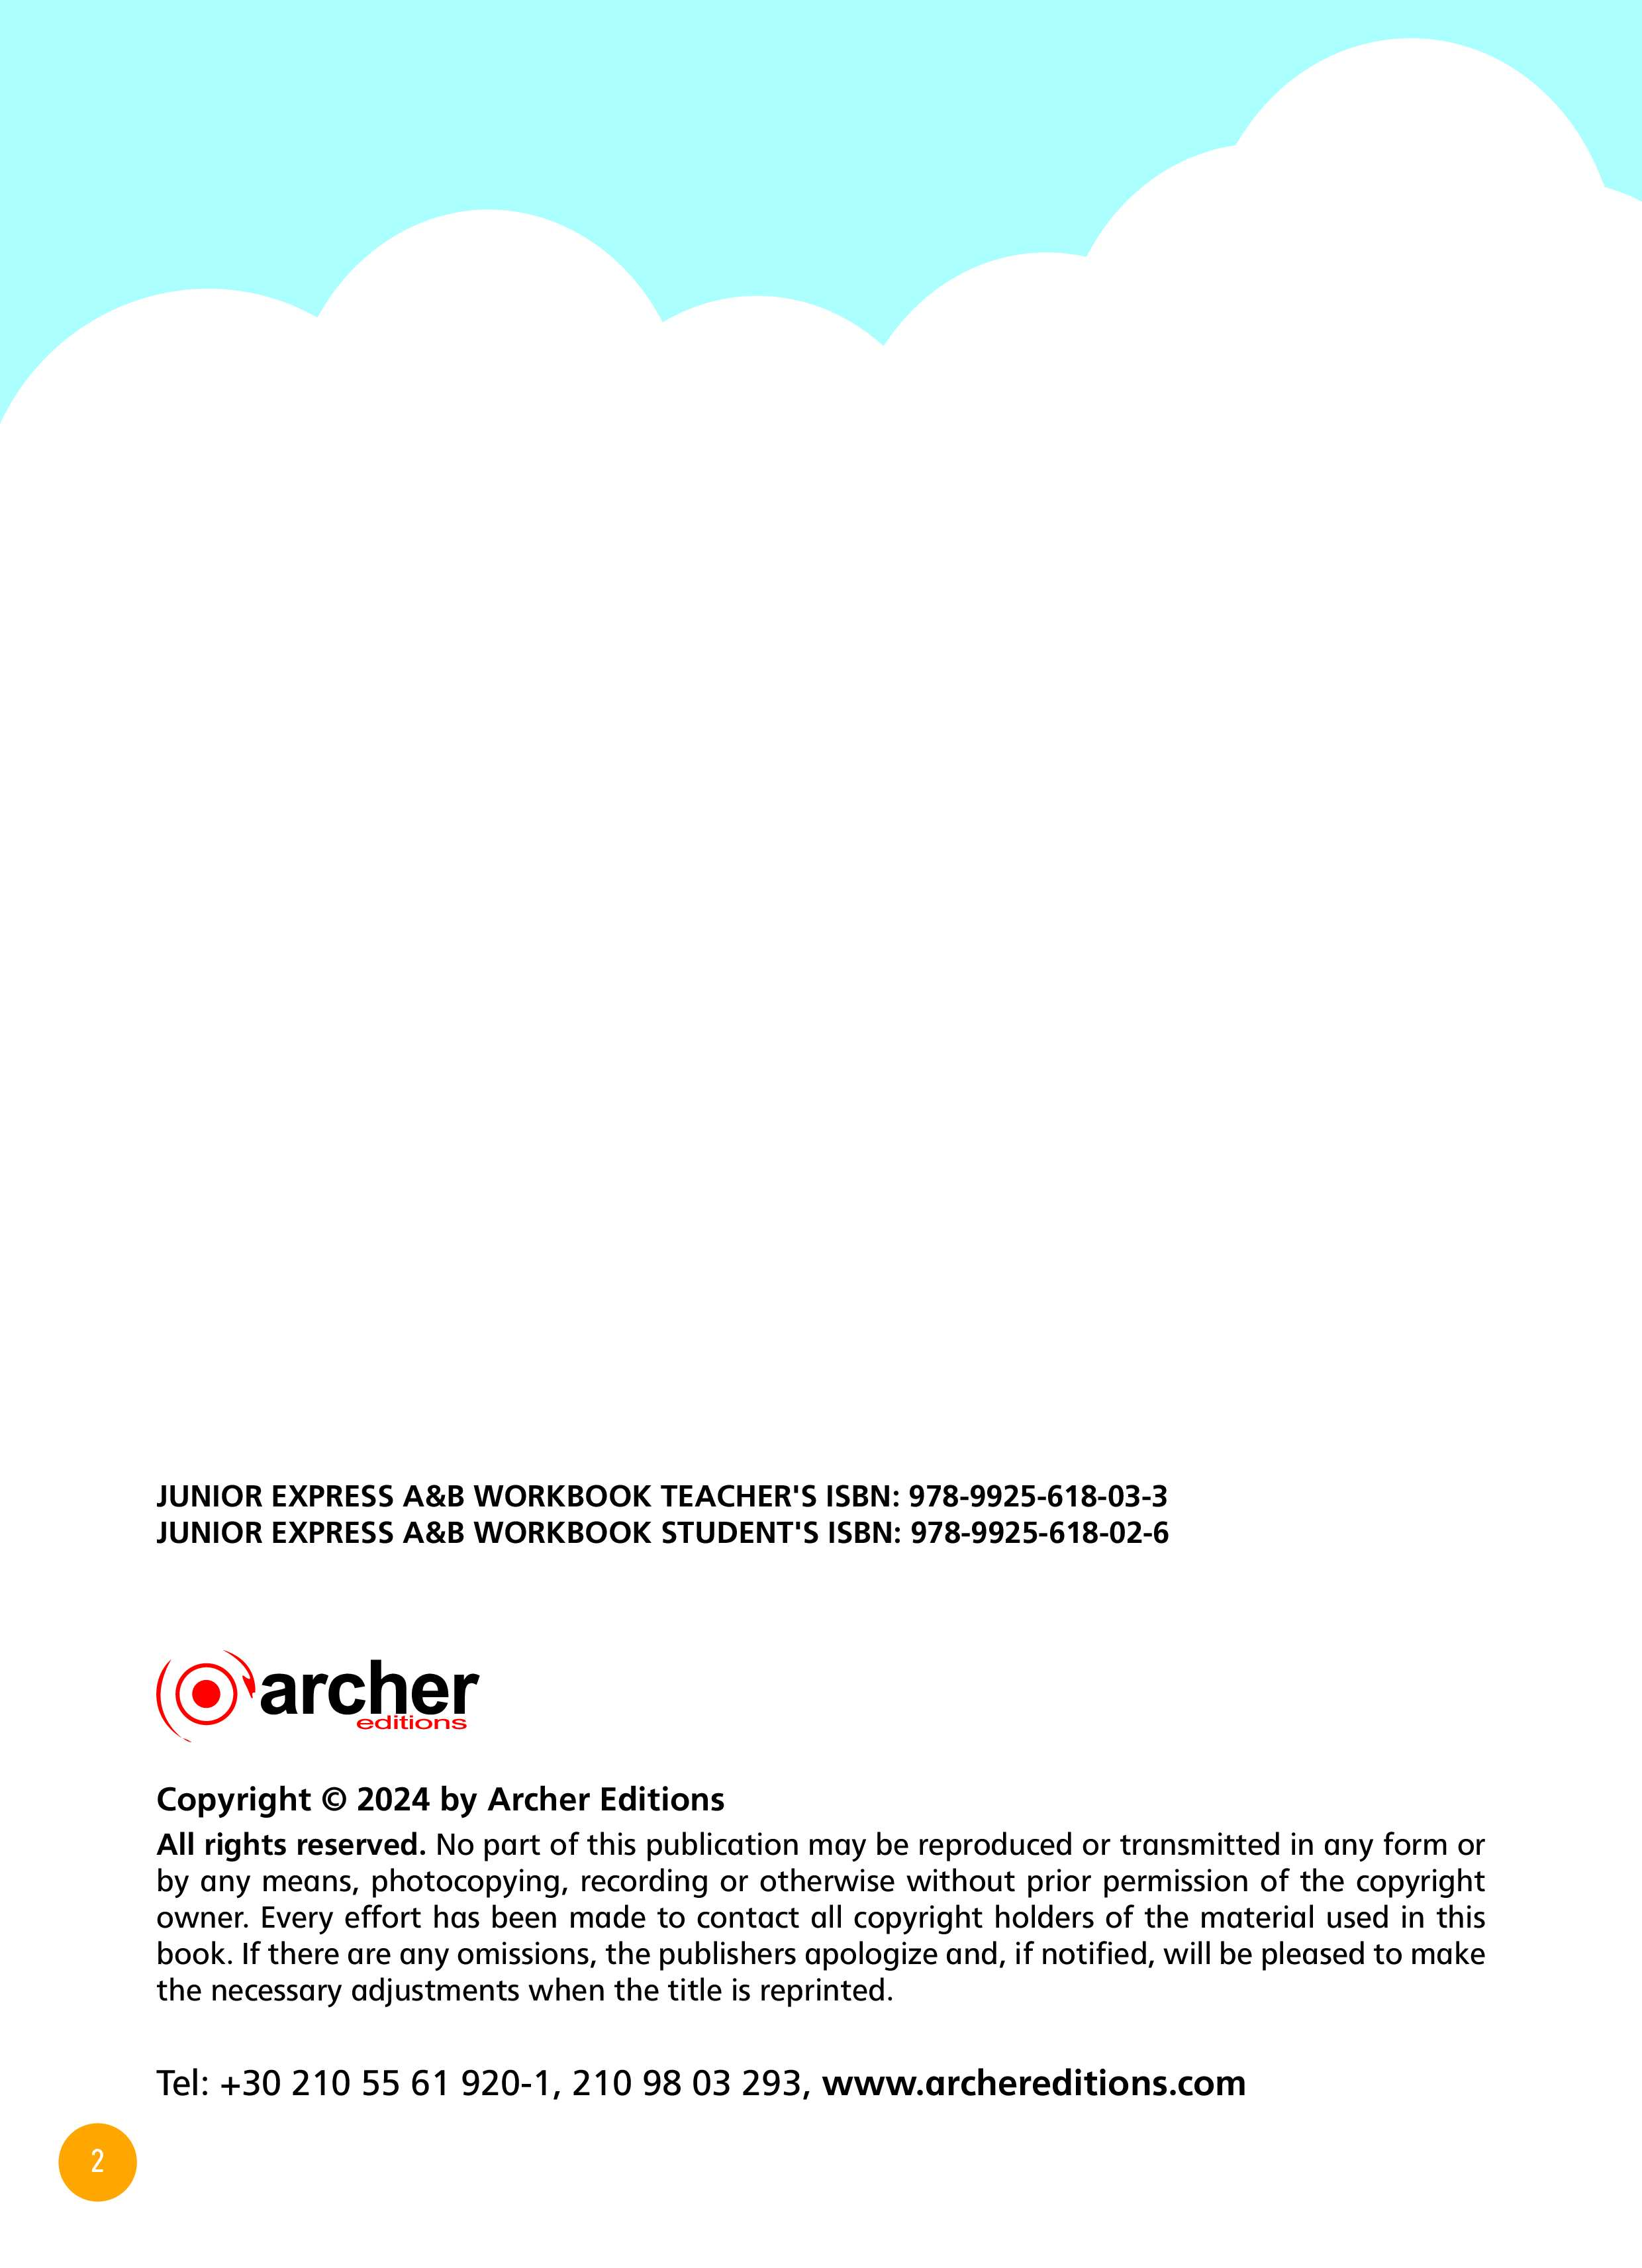 JUNIOR EXPRESS A&B WORKBOOK TEACHER'S ISBN: 978-9925-618-03-3
JUNIOR EXPRESS A&B WORKBOOK STUDENT'S ISBN: 978-9925-618-02-6
archer
editions
Copyright © 2024 by Archer Editions
All rights reserved. No part of this publication may be reproduced or transmitted in any form or
by any means, photocopying, recording or otherwise without prior permission of the copyright
owner. Every effort has been made to contact all copyright holders of the material used in this
book. If there are any omissions, the publishers apologize and, if notified, will be pleased to make
the necessary adjustments when the title is reprinted.
Tel: +30 210 55 61 920-1, 210 98 03 293, www.archereditions.com
2